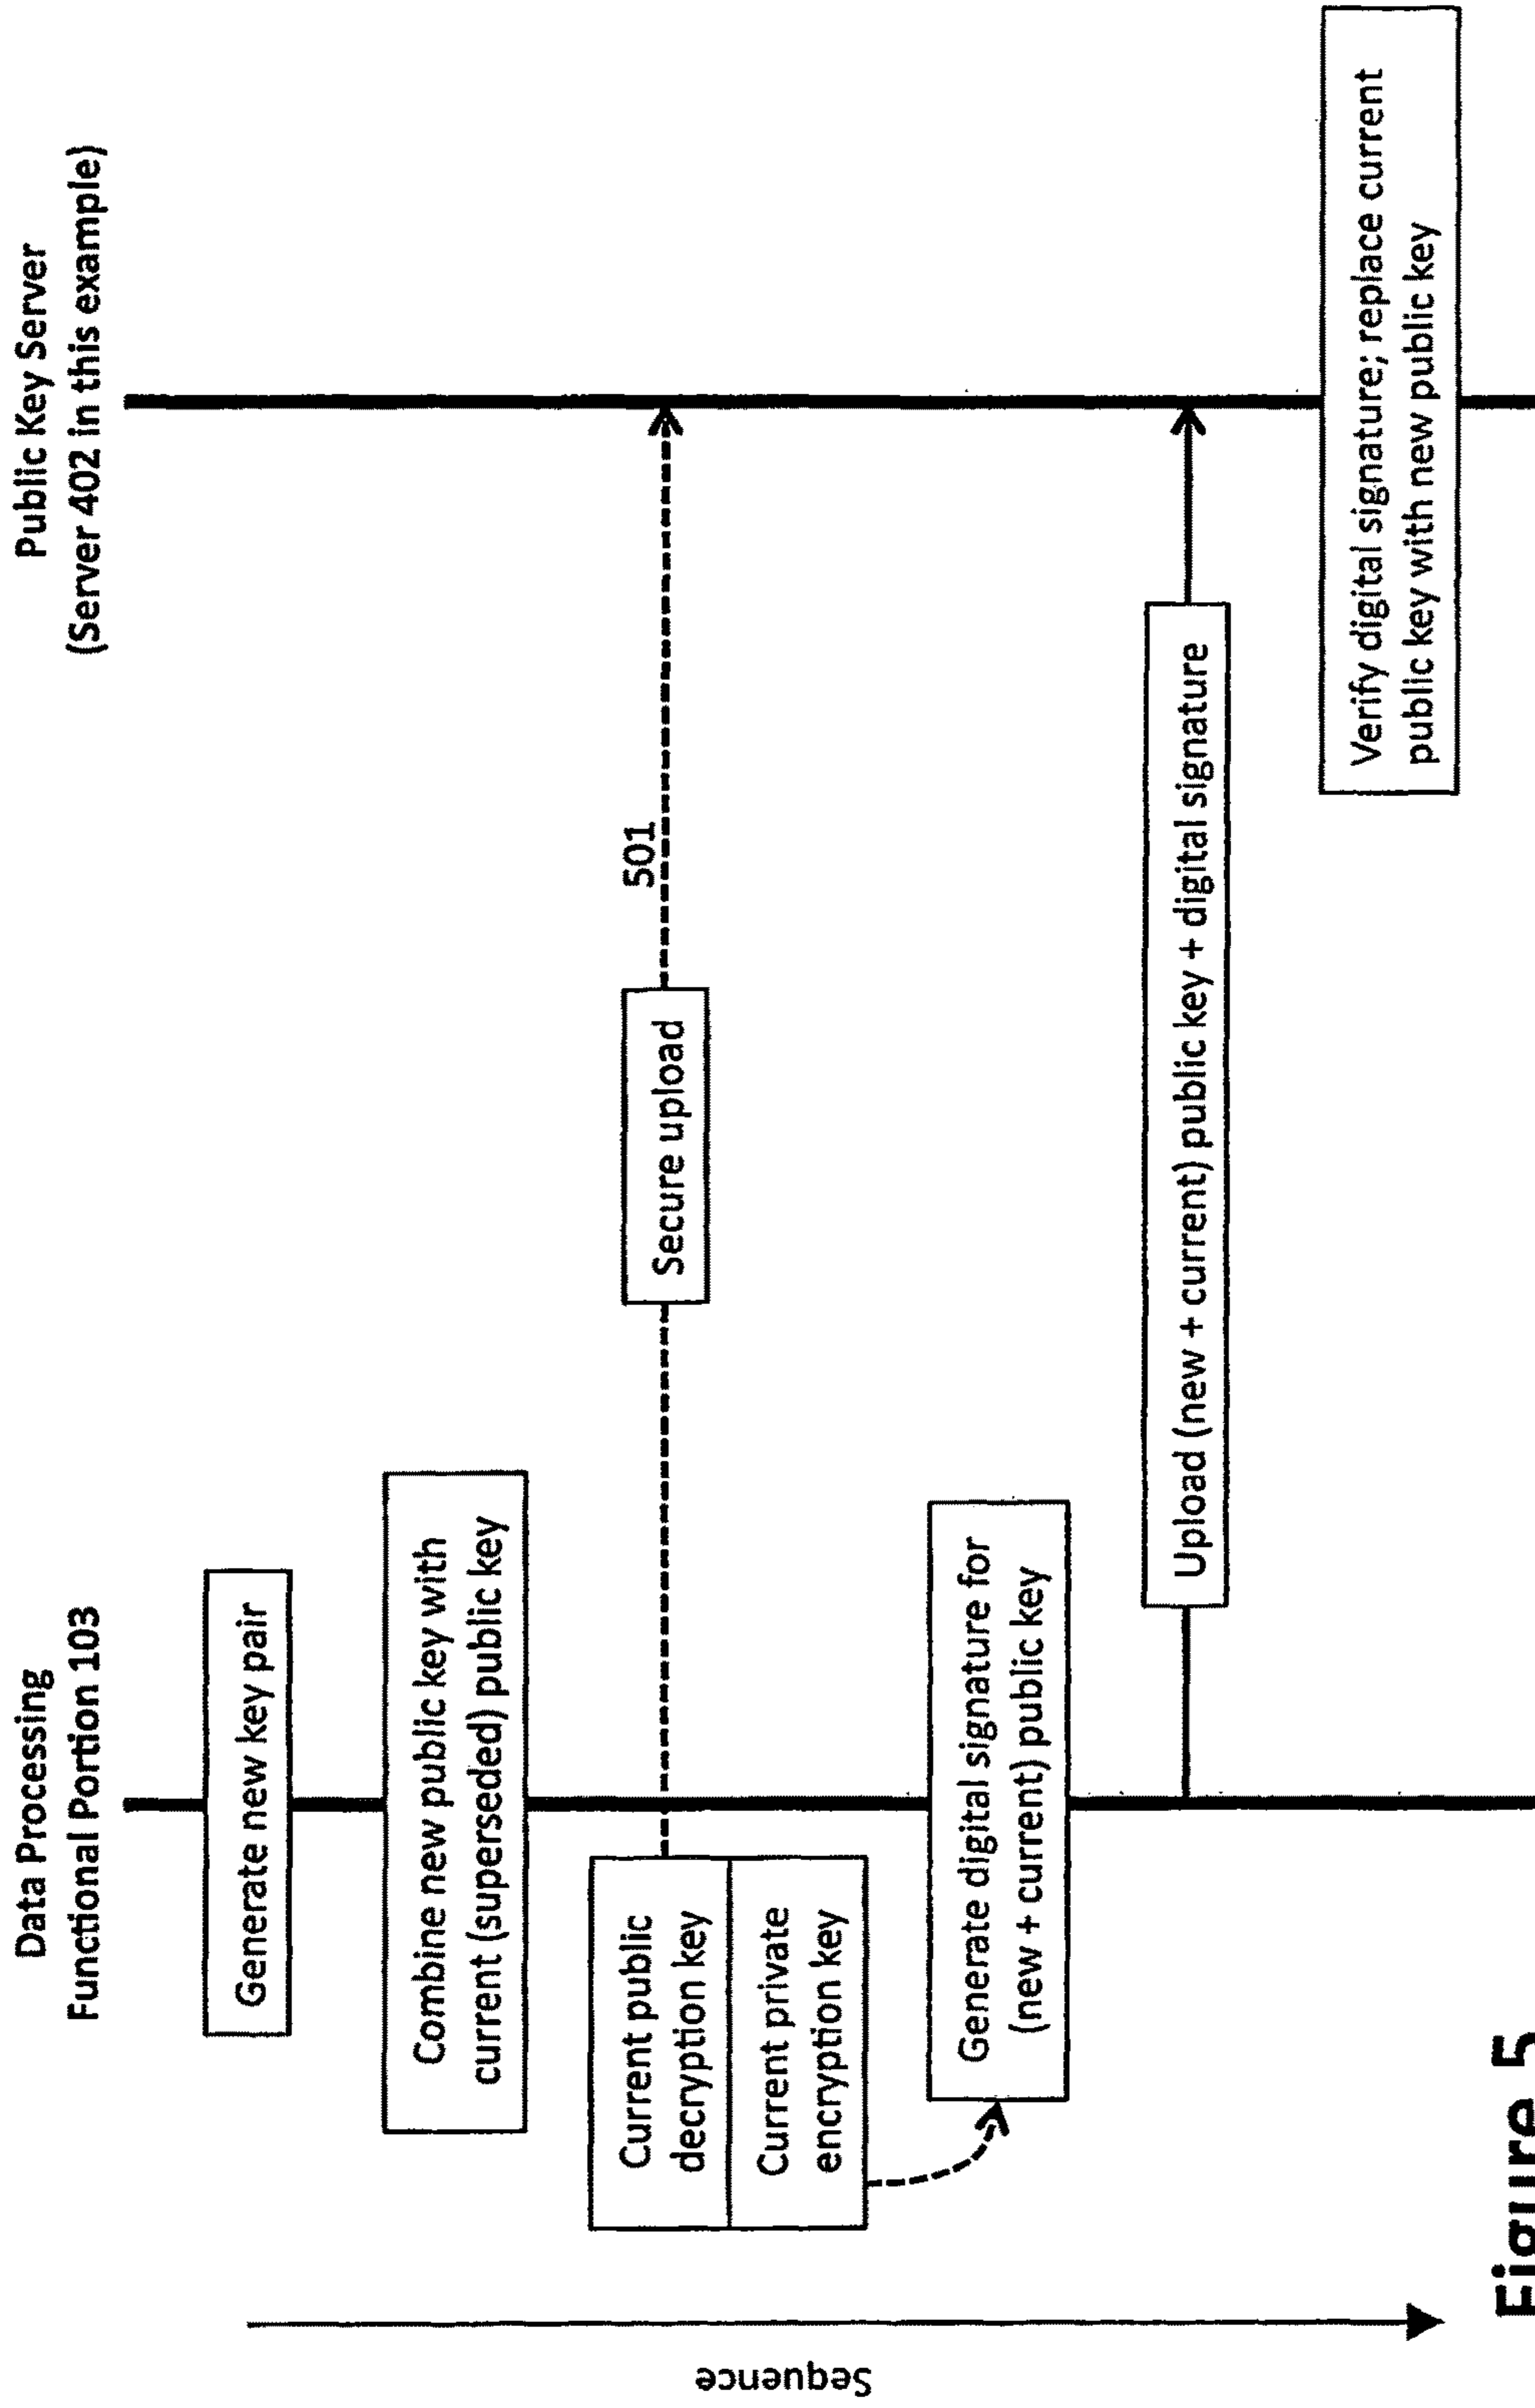 Data Processing
Functional Portion 103
Public Key Server
(Server 402 in this example)
Generate new key pair
Combine new public key with
current (superseded) public key
Current public
decryption key
Secure upload
501
Current private
encryption key
Generate digital signature for
(new + current) public key
Upload (new + current) public key + digital signature
Verify digital signature; replace current
public key with new public key
Sequence
Figure 5